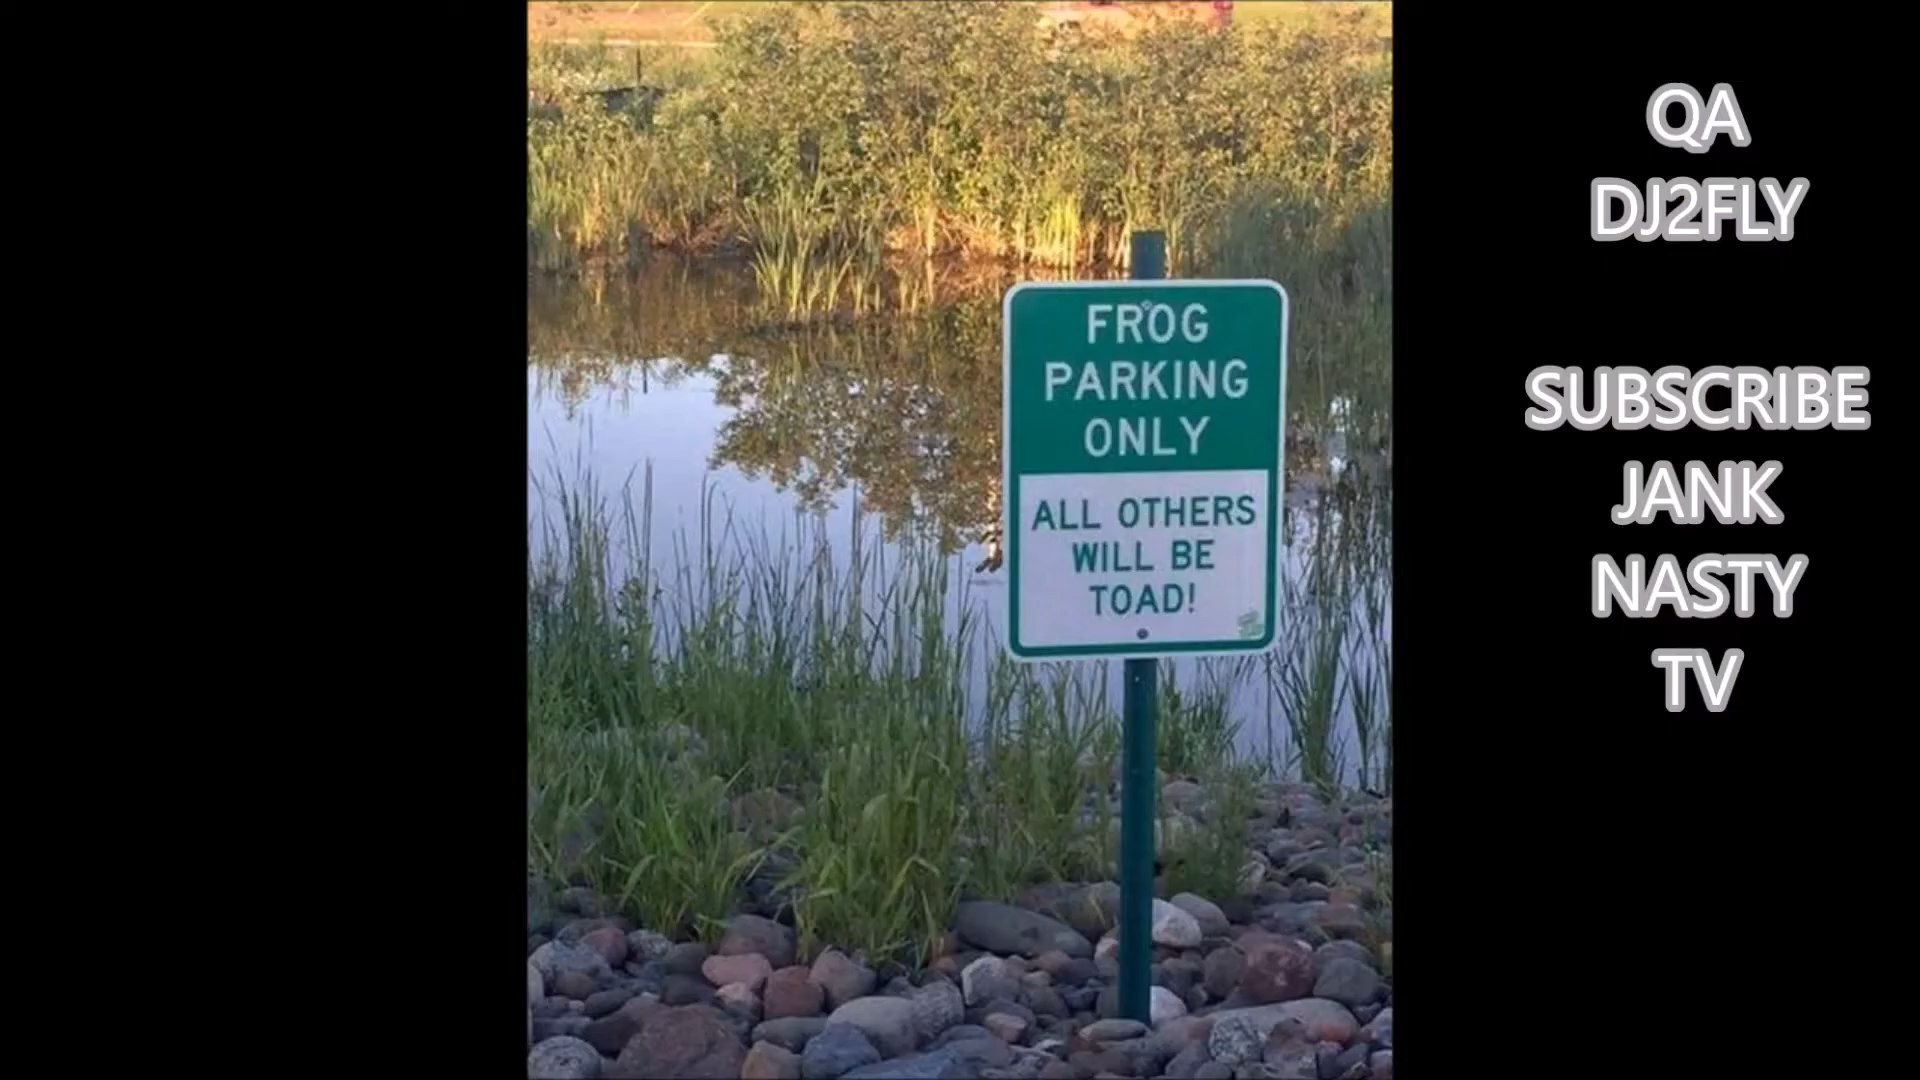 FROG
PARKING
ONLY
ALL OTHERS
WILL BE
TOAD!
QA
DJ2FLY
SUBSCRIBE
JANK
NASTY
TV